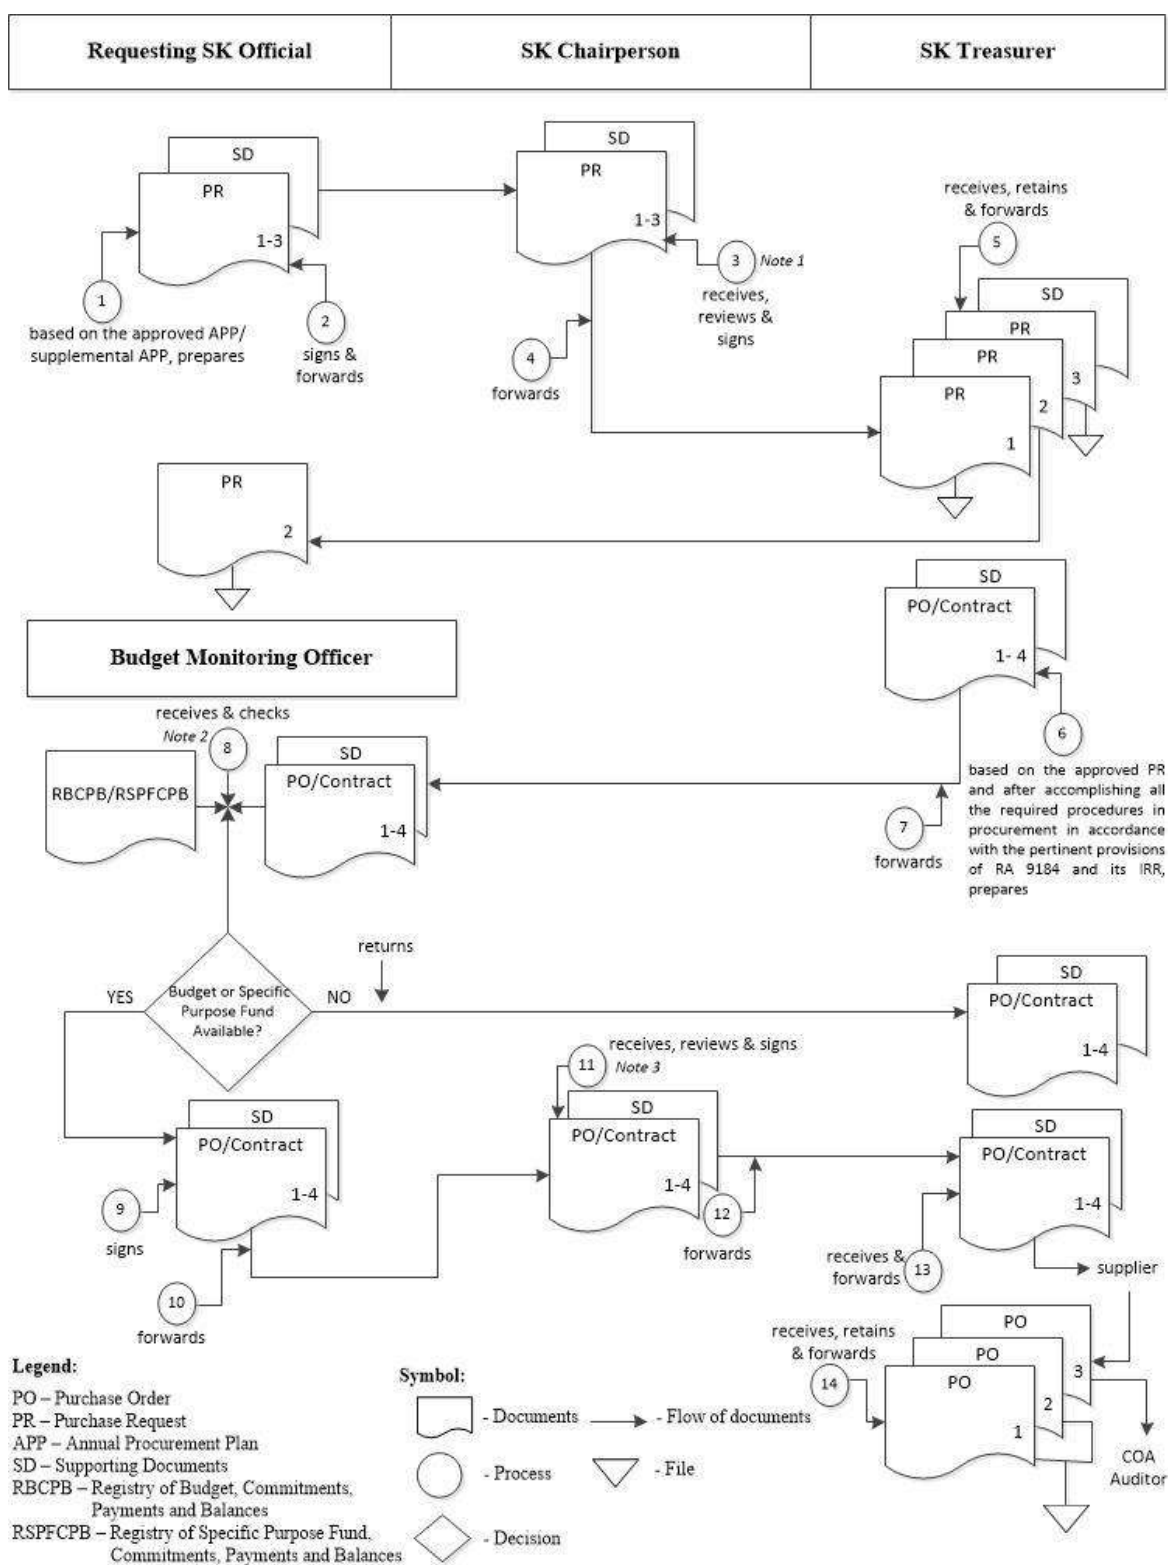 Requesting SK Official
SK Chairperson
SK Treasurer
SD
PR
1-3
1
based on the approved APP/
supplemental APP, prepares
2
signs &
forwards
SD
PR
1-3
3
Note 1
receives,
reviews &
signs
4
forwards
receives, retains
& forwards
5
SD
PR
3
PR
2
PR
1
PR
2
SD
PO/Contract
1- 4
6
based on the approved PR
and after accomplishing all
the required procedures in
procurement in accordance
with the pertinent provisions
of RA 9184 and its IRR,
prepares
7
forwards
Budget Monitoring Officer
receives & checks
Note 2
8
RBCPB/RSPFCPB
SD
PO/Contract
1-4
Budget or Specific
Purpose Fund
Available?
YES
NO
returns
SD
PO/Contract
1-4
SD
PO/Contract
1-4
9
signs
10
forwards
11
receives, reviews & signs
Note 3
SD
PO/Contract
1-4
12
forwards
SD
PO/Contract
1-4
receives &
forwards
13
supplier
receives, retains
& forwards
14
PO
3
PO
2
PO
1
COA
Auditor
Legend:
PO – Purchase Order
PR – Purchase Request
APP – Annual Procurement Plan
SD – Supporting Documents
RBCPB – Registry of Budget, Commitments,
Payments and Balances
RSPFCPB – Registry of Specific Purpose Fund,
Commitments, Payments and Balances
Symbol:
- Documents
- Flow of documents
- Process
- File
- Decision